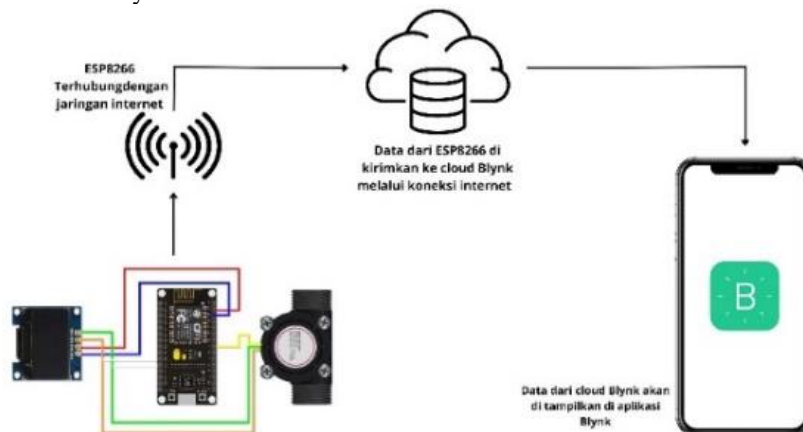 ESP8266
Terhubungdengan
jaringan internet
Data dari ESP8266 di
kirimkan ke cloud Blynk
melalui koneksi internet
B
Data dari cloud Blynk akan
di tampilkan di aplikasi
Blynk